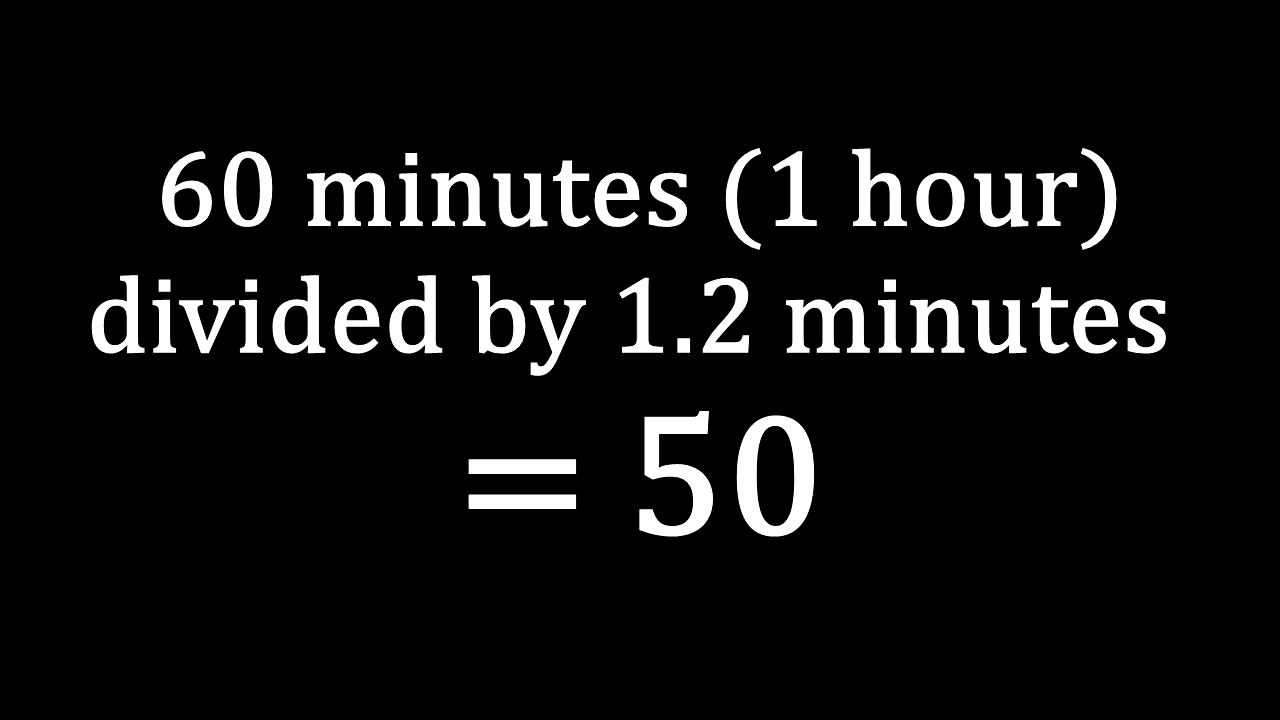 60 minutes (1 hour)
divided by 1.2 minutes
= 50